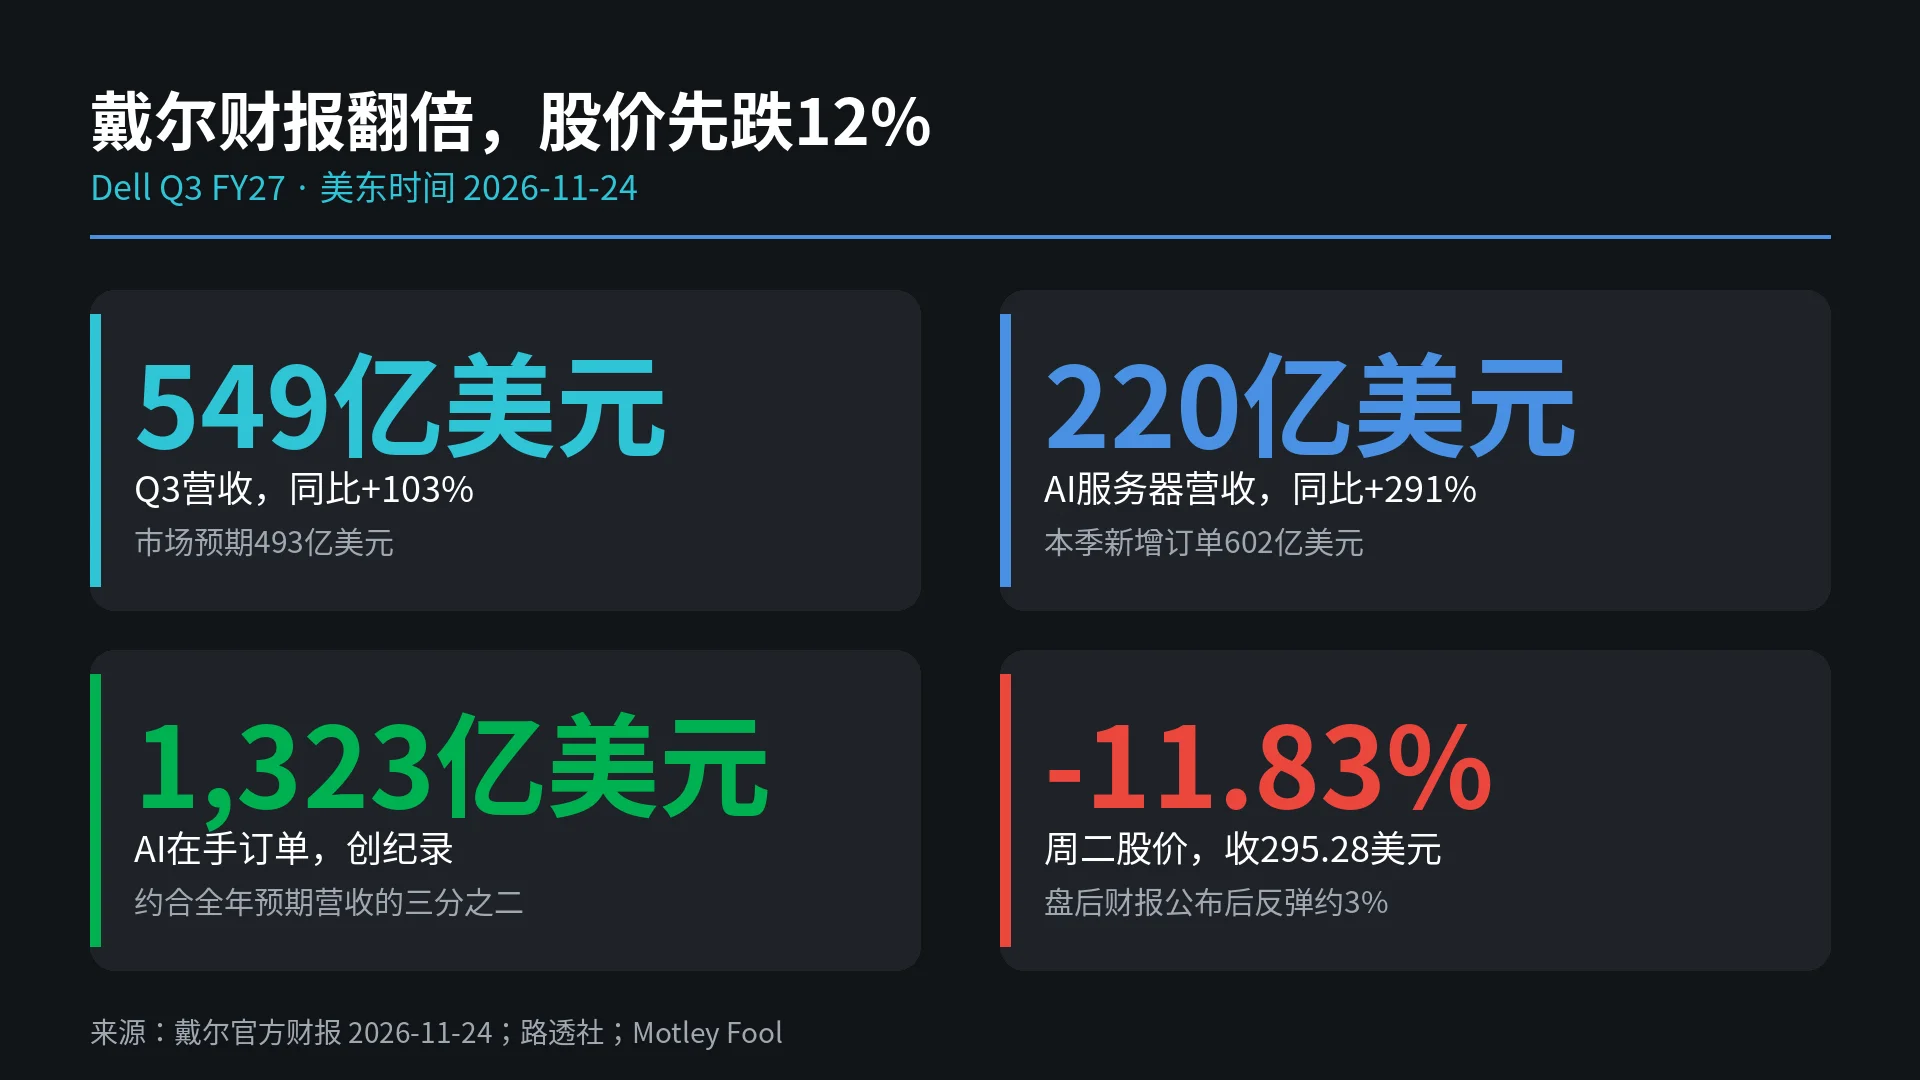 戴尔财报翻倍，股价先跌12%
Dell Q3 FY27 · 美东时间 2026-11-24
549亿美元
Q3营收，同比+103%
市场预期493亿美元
220亿美元
AI服务器营收，同比+291%
本季新增订单602亿美元
1,323亿美元
AI在手订单，创纪录
约合全年预期营收的三分之二
-11.83%
周二股价，收295.28美元
盘后财报公布后反弹约3%
来源：戴尔官方财报 2026-11-24；路透社；Motley Fool